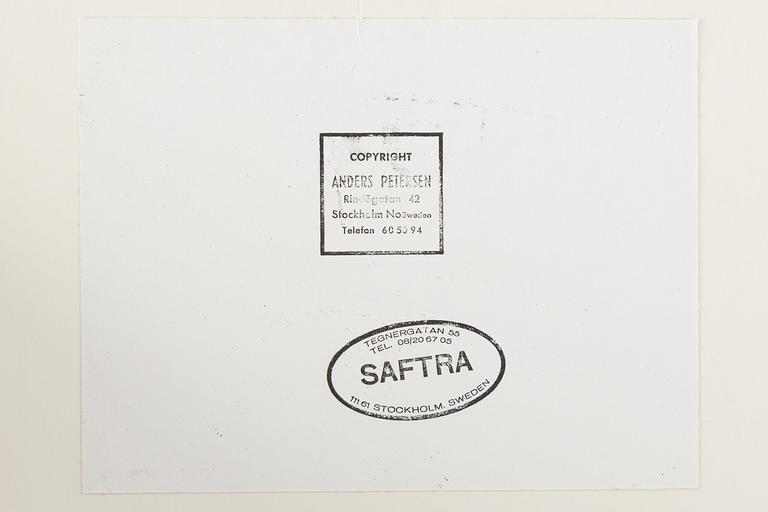 COPYRIGHT
ANDERS PETERSEN
Rindögatan 42
Stockholm No Sweden
Telefon 60 50 94
TEGNERGATAN 55
TEL. 08/20 67 05
SAFTRA
111 61 STOCKHOLM, SWEDEN